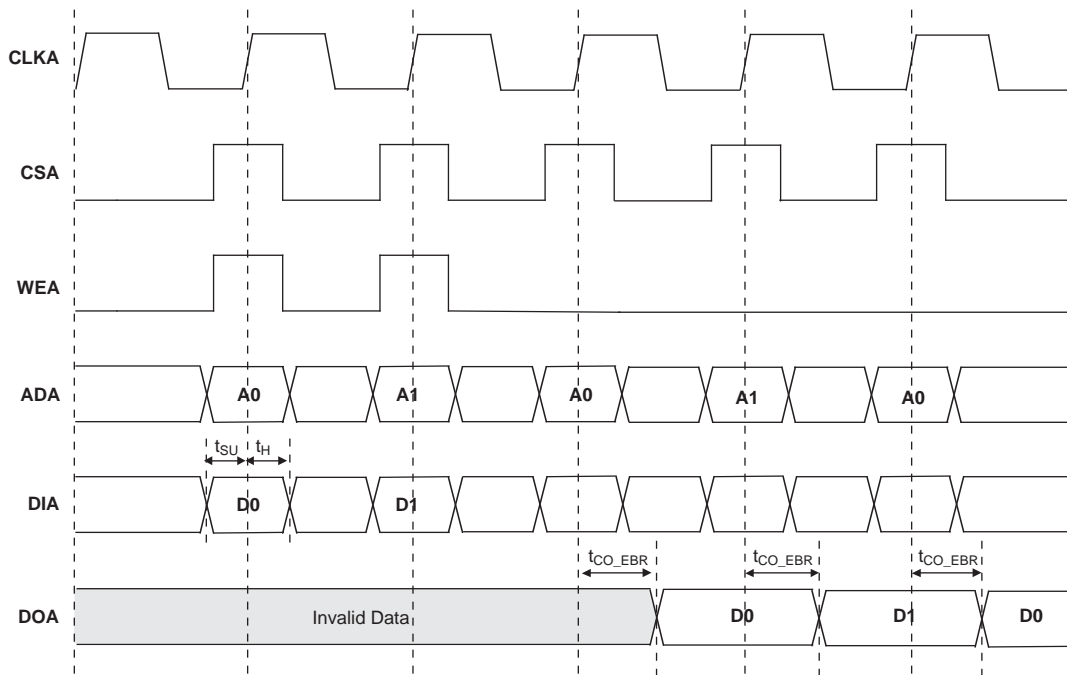 CLKA
CSA
WEA
ADA A0 A1 A0 A1 A0
tSU tH
DIA D0 D1
tCO_EBR tCO_EBR tCO_EBR
DOA Invalid Data D0 D1 D0